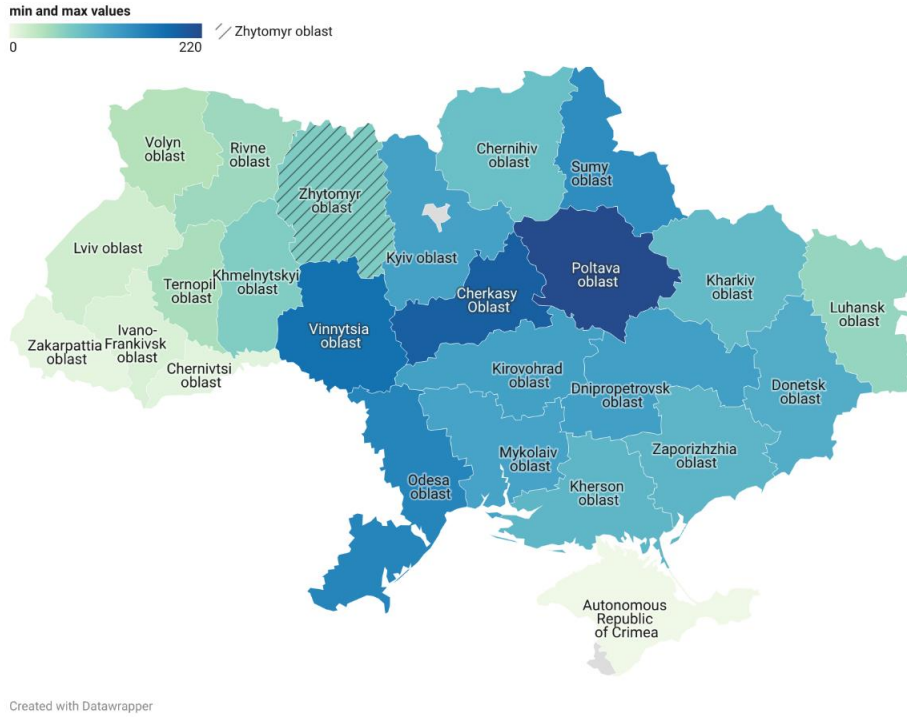 min and max values
0 220
Zhytomyr oblast
Volyn
oblast
Rivne
oblast
Zhytomyr
oblast
Chernihiv
oblast
Sumy
oblast
Lviv oblast
Ternopil
oblast
Khmelnytskyi
oblast
Kyiv oblast
Cherkasy
Oblast
Poltava
oblast
Kharkiv
oblast
Luhansk
oblast
Zakarpattia
oblast
Ivano-
Frankivsk
oblast
Chernivtsi
oblast
Vinnytsia
oblast
Kirovohrad
oblast
Dnipropetrovsk
oblast
Donetsk
oblast
Odesa
oblast
Mykolaiv
oblast
Kherson
oblast
Zaporizhzhia
oblast
Autonomous
Republic
of Crimea
Created with Datawrapper